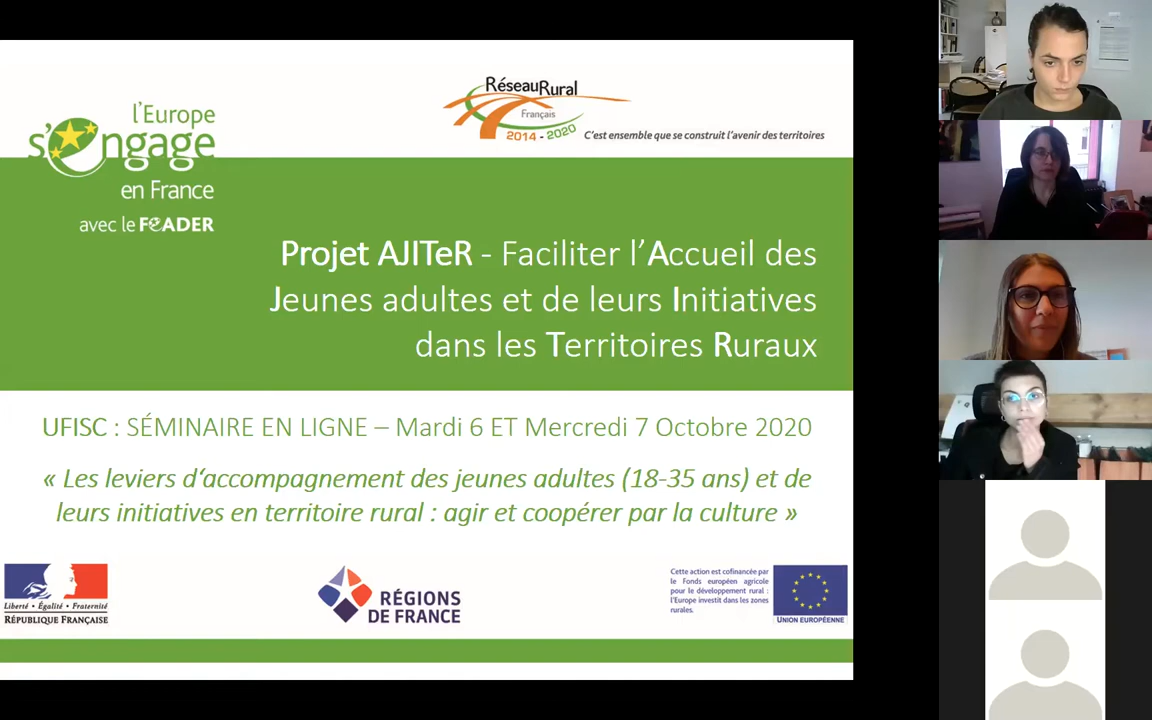 l'Europe
s'engage
en France
avec le FEADER
RéseauRural
Français
2014 - 2020
C'est ensemble que se construit l'avenir des territoires
Projet AJITeR - Faciliter l'Accueil des
Jeunes adultes et de leurs Initiatives
dans les Territoires Ruraux
UFISC : SÉMINAIRE EN LIGNE – Mardi 6 ET Mercredi 7 Octobre 2020
« Les leviers d'accompagnement des jeunes adultes (18-35 ans) et de
leurs initiatives en territoire rural : agir et coopérer par la culture »
Liberté • Égalité • Fraternité
RÉPUBLIQUE FRANÇAISE
RÉGIONS
DE FRANCE
Cette action est cofinancée par
le Fonds européen agricole
pour le développement rural :
l'Europe investit dans les zones
rurales.
UNION EUROPÉENNE